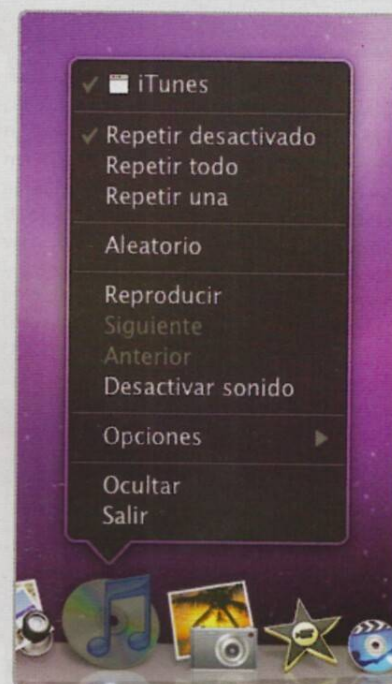 iTunes
Repetir desactivado
Repetir todo
Repetir una
Aleatorio
Reproducir
Siguiente
Anterior
Desactivar sonido
Opciones
Ocultar
Salir